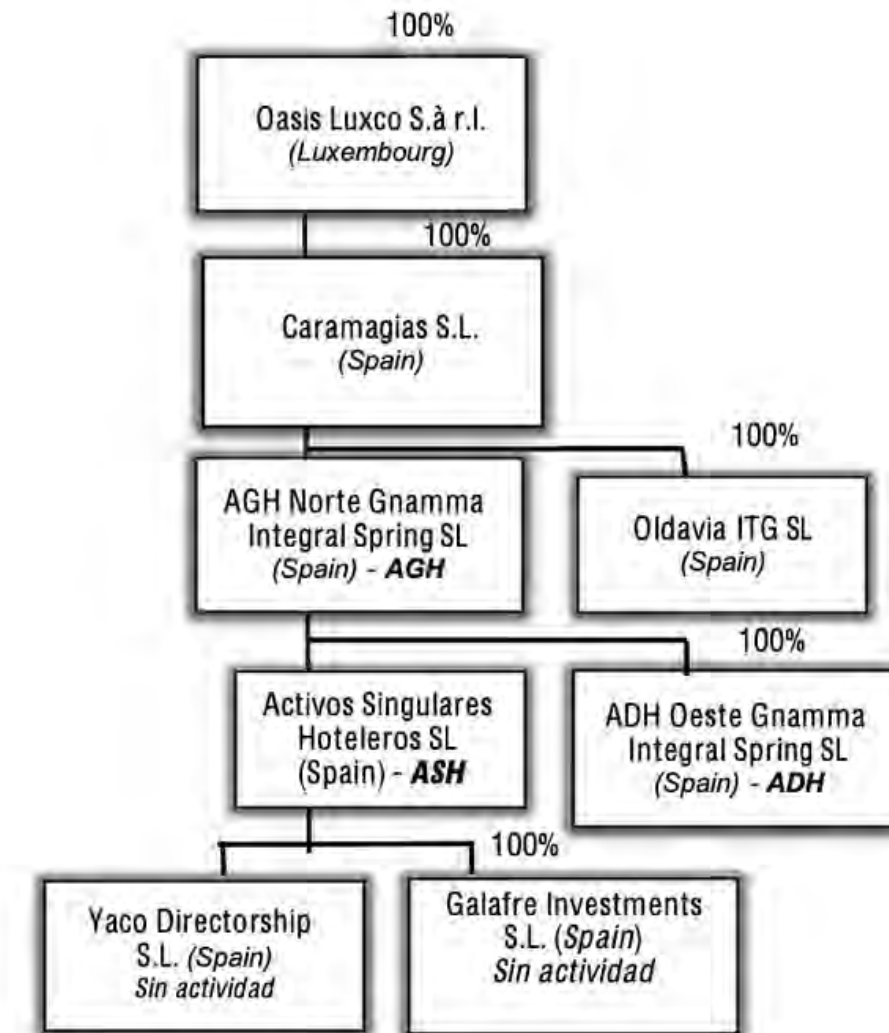 100%
Oasis Luxco S.à r.l.
(Luxembourg)
100%
Caramagias S.L.
(Spain)
100%
AGH Norte Gnamma
Integral Spring SL
(Spain) - AGH
Oldavia ITG SL
(Spain)
100%
Activos Singulares
Hoteleros SL
(Spain) - ASH
ADH Oeste Gnamma
Integral Spring SL
(Spain) - ADH
100%
Yaco Directorship
S.L. (Spain)
Sin actividad
Galafre Investments
S.L. (Spain)
Sin actividad